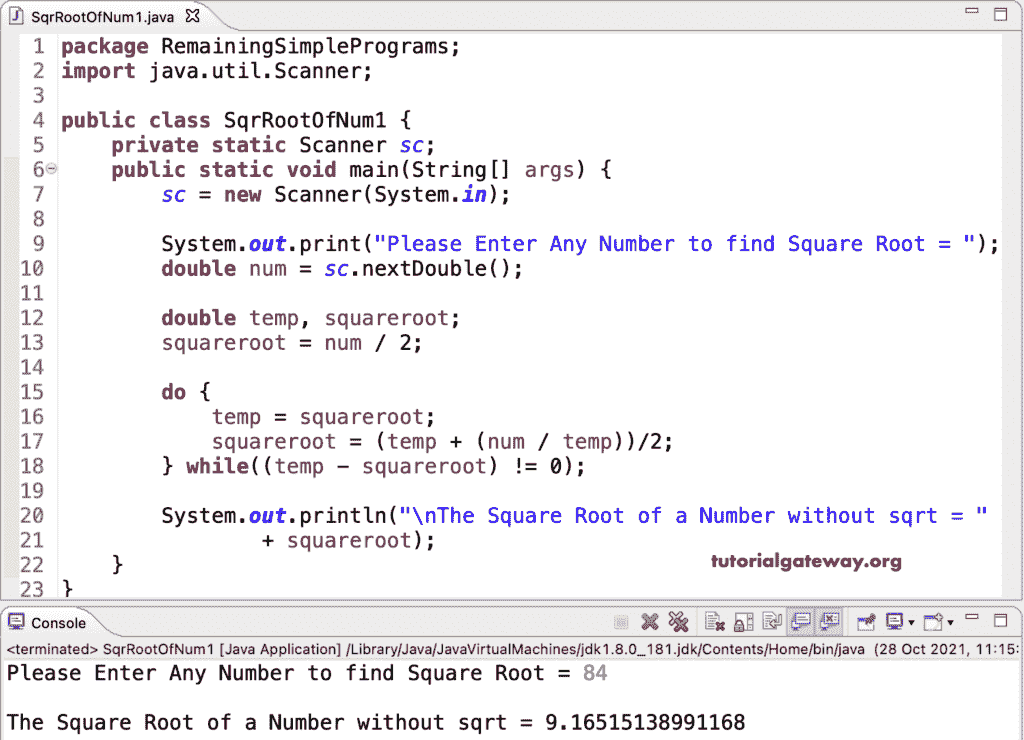 SqrRootOfNum1.java
1 package RemainingSimplePrograms;
2 import java.util.Scanner;
3
4 public class SqrRootOfNum1 {
5 private static Scanner sc;
6 public static void main(String[] args) {
7 sc = new Scanner(System.in);
8
9 System.out.print("Please Enter Any Number to find Square Root = ");
10 double num = sc.nextDouble();
11
12 double temp, squareroot;
13 squareroot = num / 2;
14
15 do {
16 temp = squareroot;
17 squareroot = (temp + (num / temp))/2;
18 } while((temp - squareroot) != 0);
19
20 System.out.println("\nThe Square Root of a Number without sqrt = "
21 + squareroot);
22 }
tutorialgateway.org
23 }
Console
<terminated> SqrRootOfNum1 [Java Application] /Library/Java/JavaVirtualMachines/jdk1.8.0_181.jdk/Contents/Home/bin/java (28 Oct 2021, 11:15:
Please Enter Any Number to find Square Root = 84
The Square Root of a Number without sqrt = 9.16515138991168